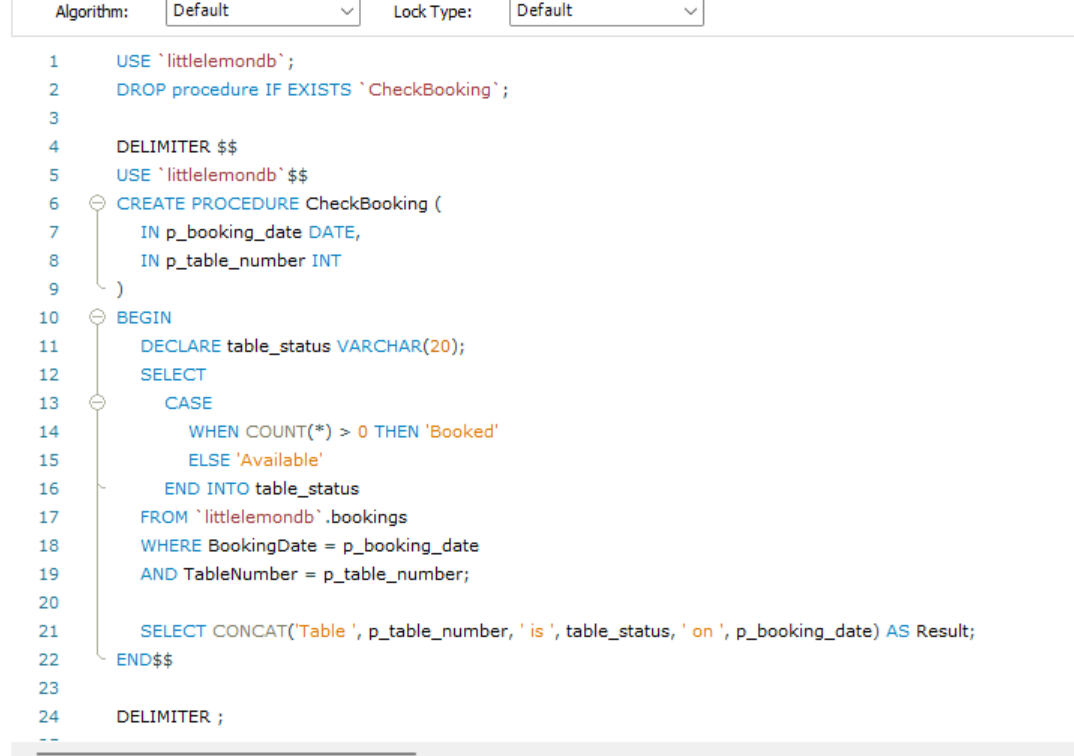 Algorithm: Default Lock Type: Default
1 USE `littlelemondb`;
2 DROP procedure IF EXISTS `CheckBooking`;
3
4 DELIMITER $$
5 USE `littlelemondb`$$
6 CREATE PROCEDURE CheckBooking (
7 IN p_booking_date DATE,
8 IN p_table_number INT
9 )
10 BEGIN
11 DECLARE table_status VARCHAR(20);
12 SELECT
13 CASE
14 WHEN COUNT(*) > 0 THEN 'Booked'
15 ELSE 'Available'
16 END INTO table_status
17 FROM `littlelemondb`.bookings
18 WHERE BookingDate = p_booking_date
19 AND TableNumber = p_table_number;
20
21 SELECT CONCAT('Table ', p_table_number, ' is ', table_status, ' on ', p_booking_date) AS Result;
22 END$$
23
24 DELIMITER ;